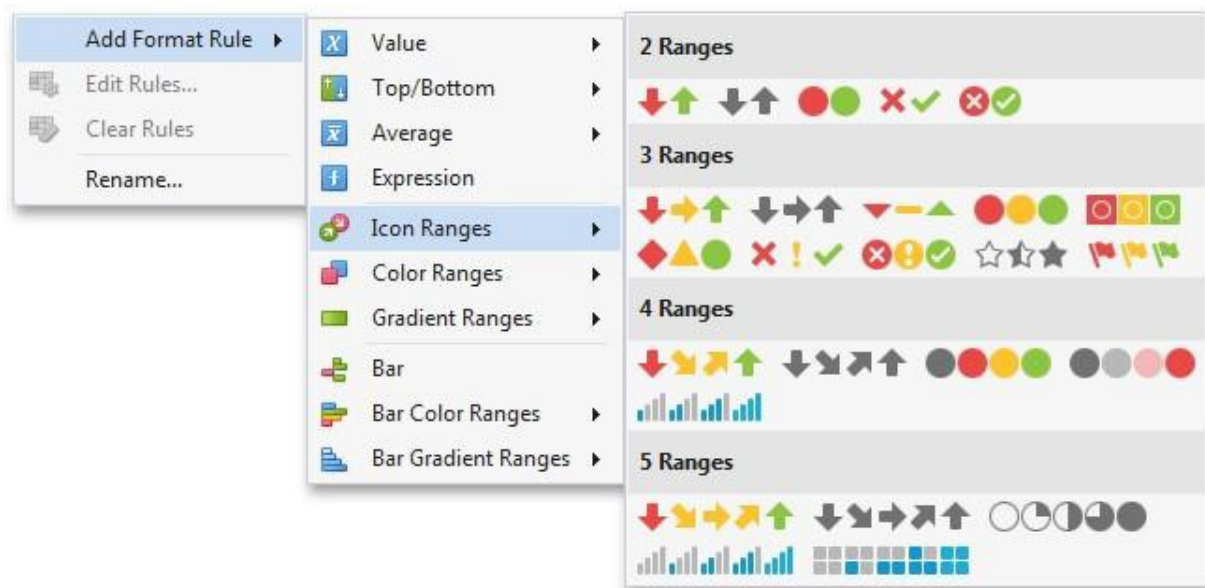 Add Format Rule
Edit Rules...
Clear Rules
Rename...
Value
Top/Bottom
Average
Expression
Icon Ranges
Color Ranges
Gradient Ranges
Bar
Bar Color Ranges
Bar Gradient Ranges
2 Ranges
3 Ranges
4 Ranges
5 Ranges